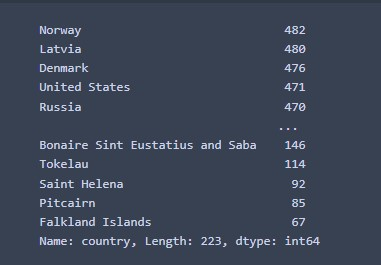 Norway 482
Latvia 480
Denmark 476
United States 471
Russia 470
...
Bonaire Sint Eustatius and Saba 146
Tokelau 114
Saint Helena 92
Pitcairn 85
Falkland Islands 67
Name: country, Length: 223, dtype: int64